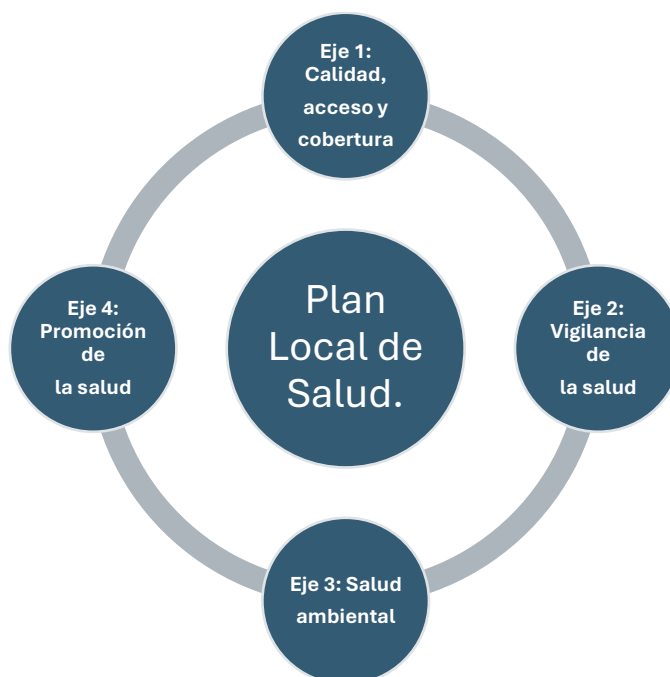 Eje 1:
Calidad,
acceso y
cobertura
Plan
Local de
Salud.
Eje 4:
Promoción
de
la salud
Eje 2:
Vigilancia
de
la salud
Eje 3: Salud
ambiental